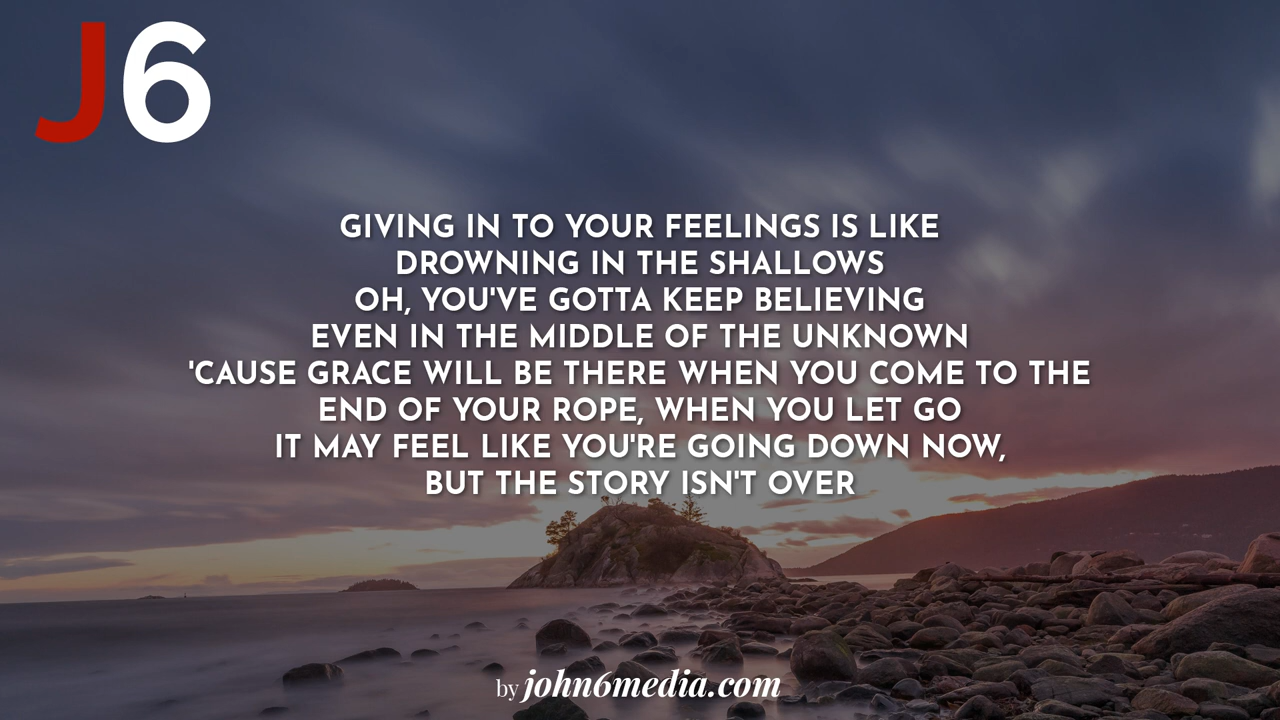 J6
GIVING IN TO YOUR FEELINGS IS LIKE
DROWNING IN THE SHALLOWS
OH, YOU'VE GOTTA KEEP BELIEVING
EVEN IN THE MIDDLE OF THE UNKNOWN
'CAUSE GRACE WILL BE THERE WHEN YOU COME TO THE
END OF YOUR ROPE, WHEN YOU LET GO
IT MAY FEEL LIKE YOU'RE GOING DOWN NOW,
BUT THE STORY ISN'T OVER
by john6media.com